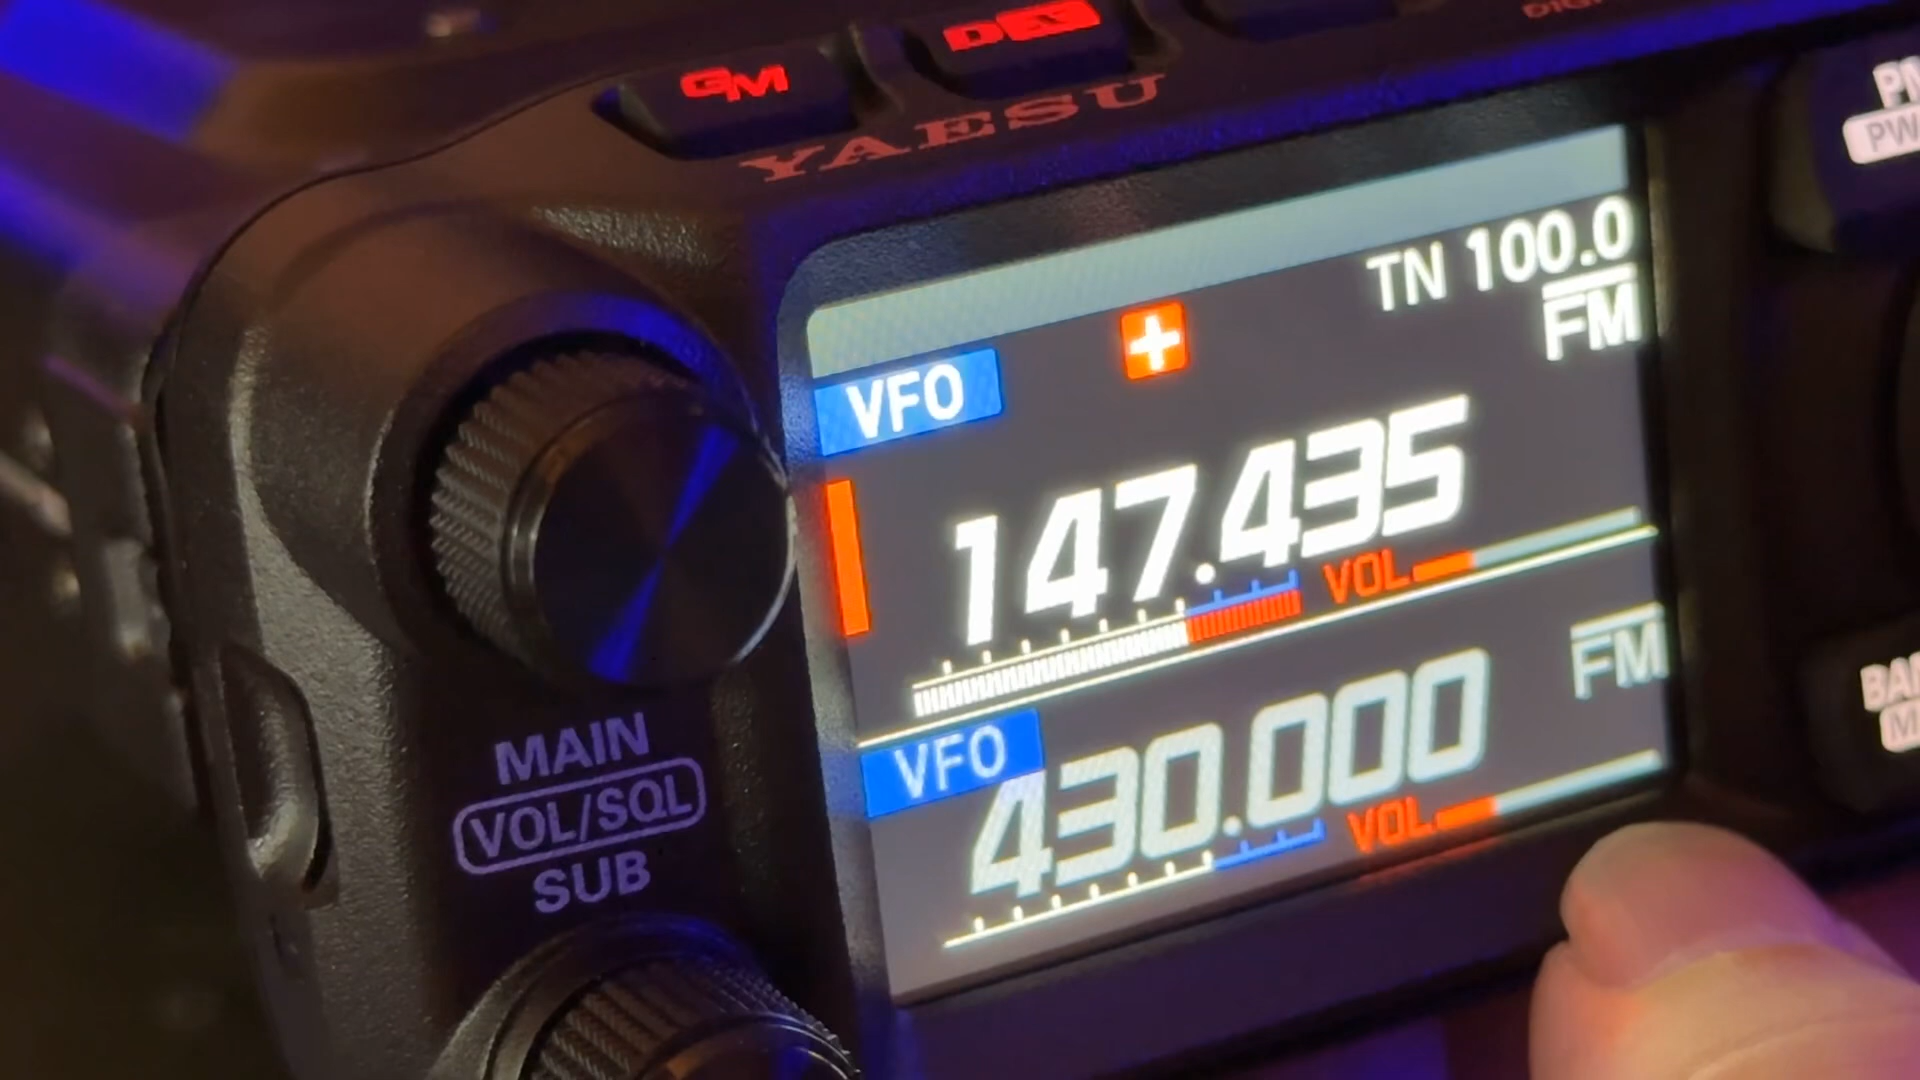 GM
YAESU
TN 100.0
VFO
+
FM
147.435
VOL
VFO
FM
430.000
VOL
MAIN
VOL/SQL
SUB